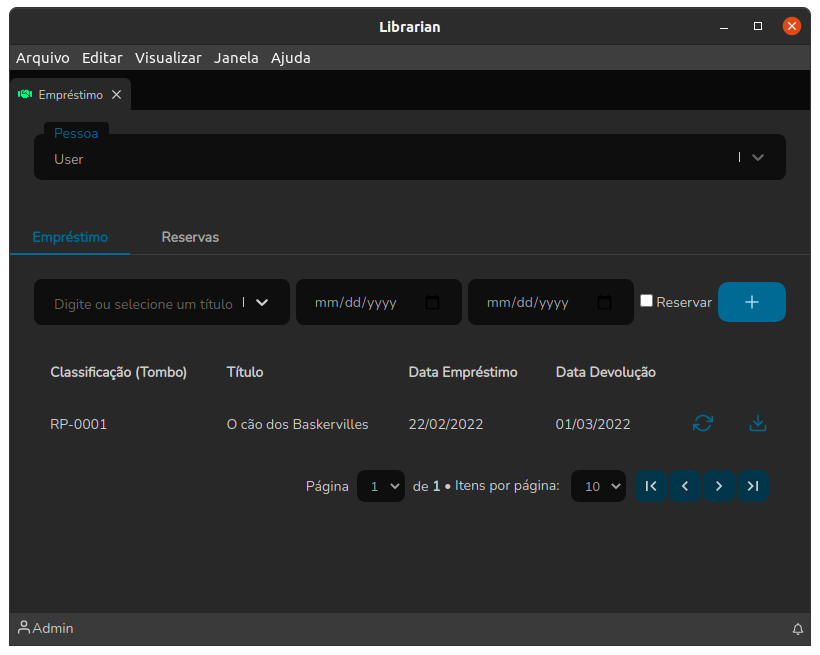 Librarian
Arquivo Editar Visualizar Janela Ajuda
Empréstimo
Pessoa
User
Empréstimo Reservas
Digite ou selecione um título mm/dd/yyyy mm/dd/yyyy Reservar
Classificação (Tombo) Título Data Empréstimo Data Devolução
RP-0001 O cão dos Baskervilles 22/02/2022 01/03/2022
Página 1 de 1 • Itens por página: 10
Admin